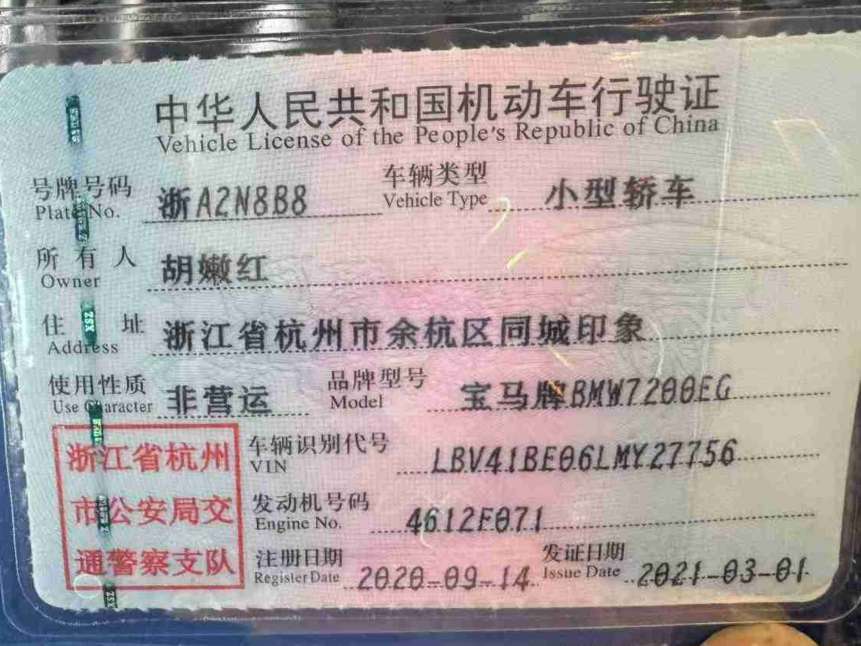 中华人民共和国机动车行驶证
Vehicle License of the People's Republic of China
号牌号码 浙A2N8B8 车辆类型 小型轿车
Plate No. Vehicle Type
所有人 胡嫩红
Owner
住址 浙江省杭州市余杭区同城印象
Address
使用性质 非营运 品牌型号 宝马牌BMW7200EG
Use Character Model
浙江省杭州 车辆识别代号 LBV41BE06LMY27756
VIN
市公安局交 发动机号码 4612F071
Engine No.
通警察支队 注册日期 2020-09-14 发证日期 2021-03-01
Register Date Issue Date